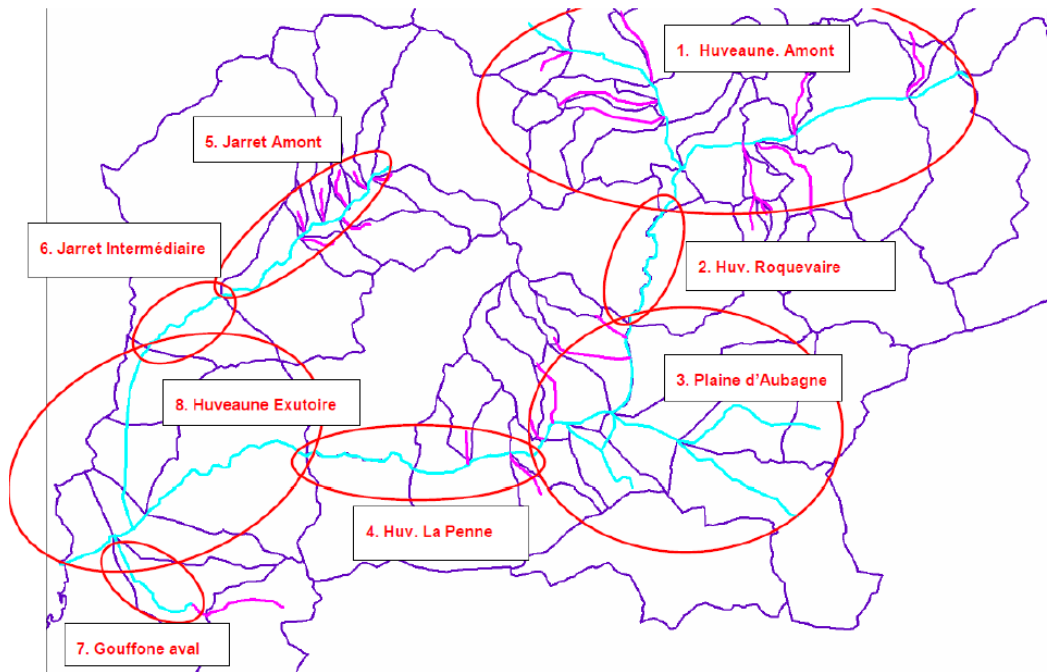 1. Huveaune. Amont
5. Jarret Amont
6. Jarret Intermédiaire
2. Huv. Roquevaire
3. Plaine d'Aubagne
8. Huveaune Exutoire
4. Huv. La Penne
7. Gouffone aval